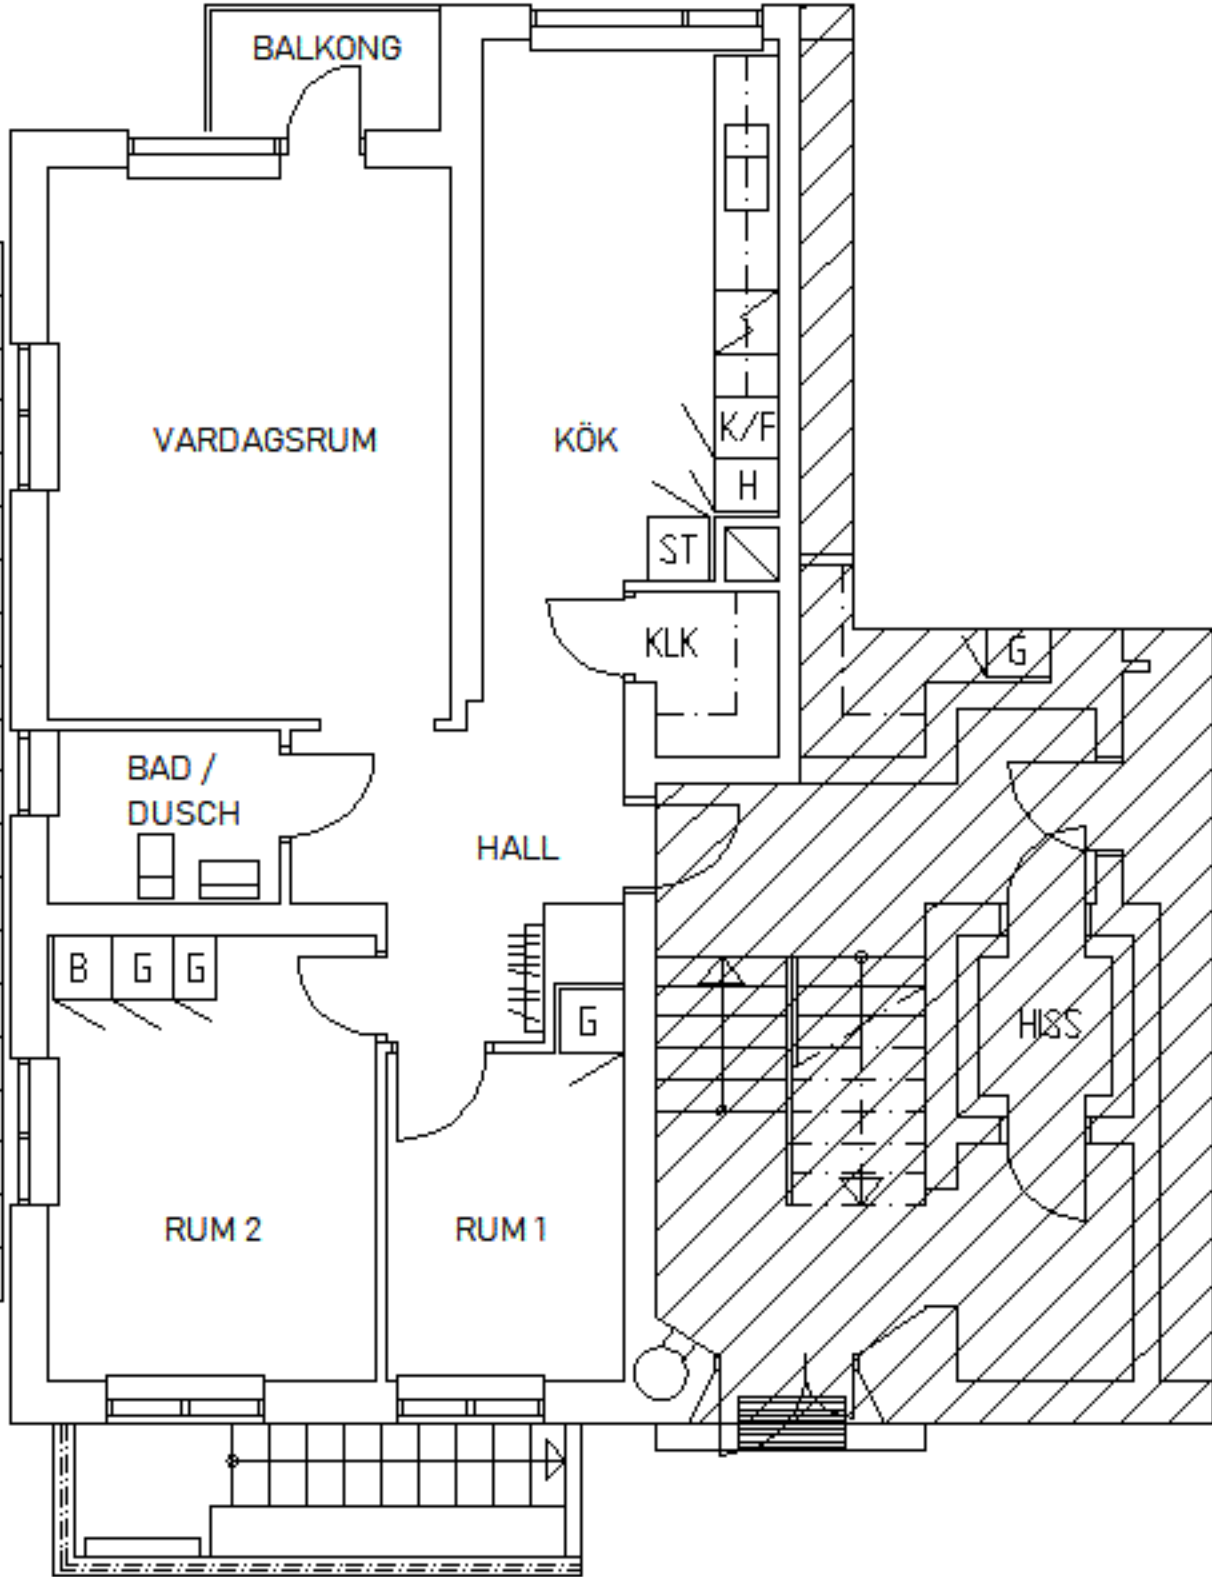 BALKONG
VARDAGSRUM
KÖK
K/F
H
ST
KLK
G
BAD /
DUSCH
HALL
B G G
G
HISS
RUM 2
RUM 1